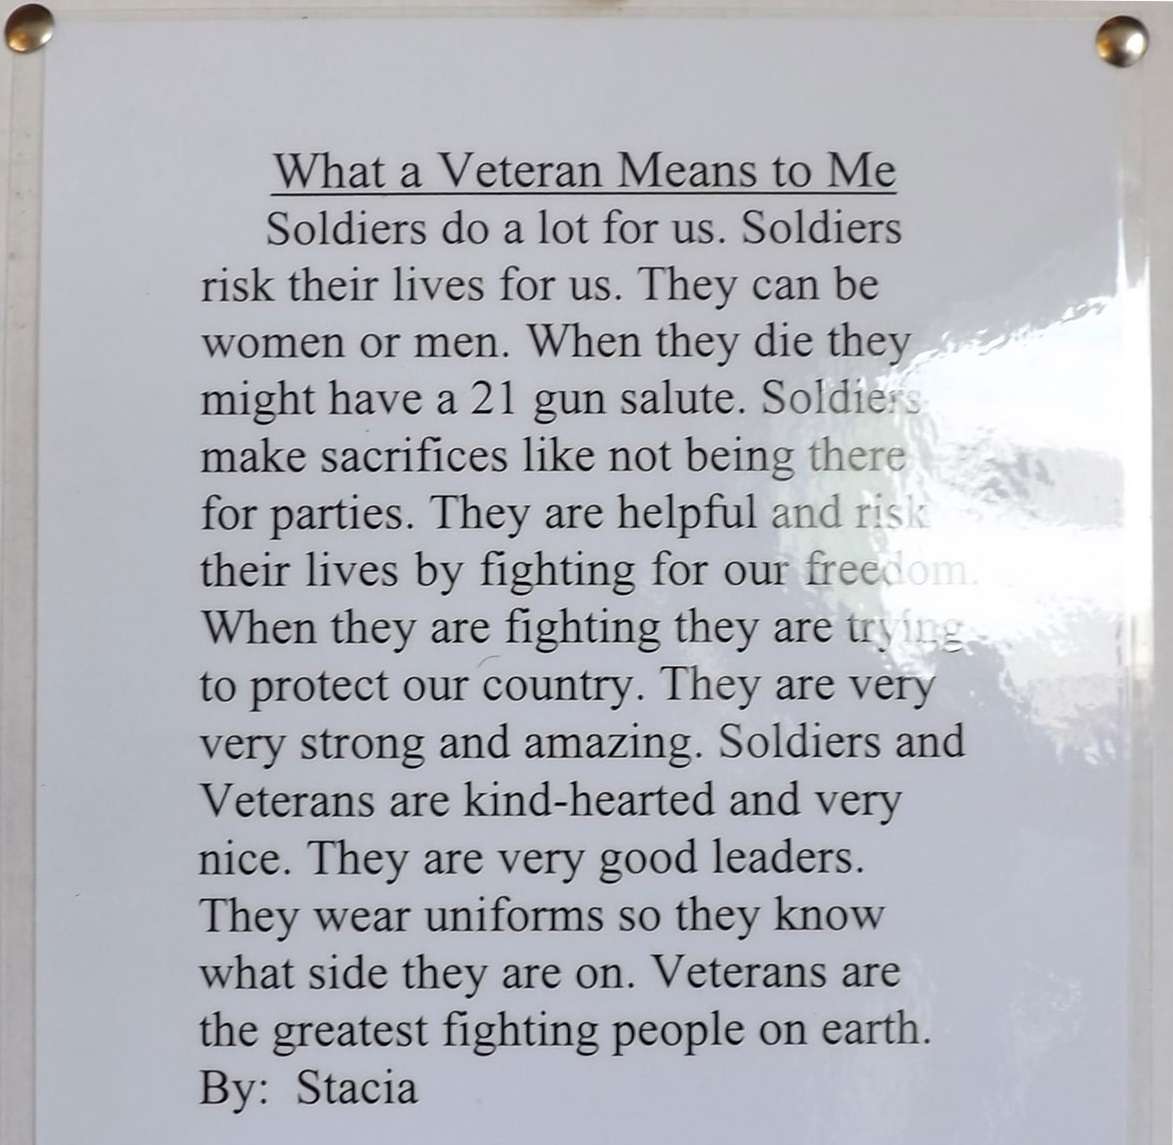 What a Veteran Means to Me
Soldiers do a lot for us. Soldiers
risk their lives for us. They can be
women or men. When they die they
might have a 21 gun salute. Soldiers
make sacrifices like not being there
for parties. They are helpful and risk
their lives by fighting for our freedom.
When they are fighting they are trying
to protect our country. They are very
very strong and amazing. Soldiers and
Veterans are kind-hearted and very
nice. They are very good leaders.
They wear uniforms so they know
what side they are on. Veterans are
the greatest fighting people on earth.
By: Stacia